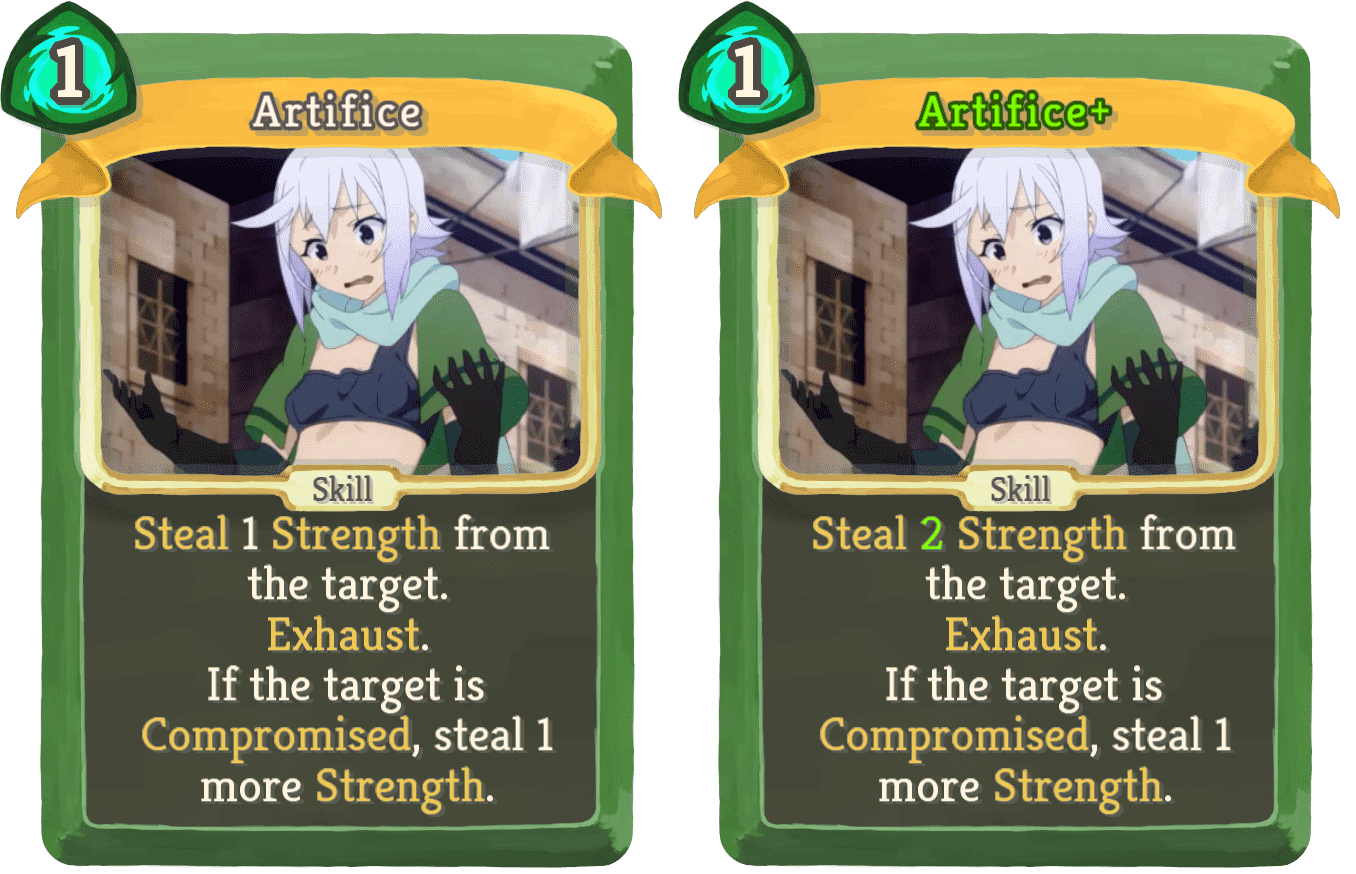 1
Artifice
Skill
Steal 1 Strength from
the target.
Exhaust.
If the target is
Compromised, steal 1
more Strength.
1
Artifice+
Skill
Steal 2 Strength from
the target.
Exhaust.
If the target is
Compromised, steal 1
more Strength.